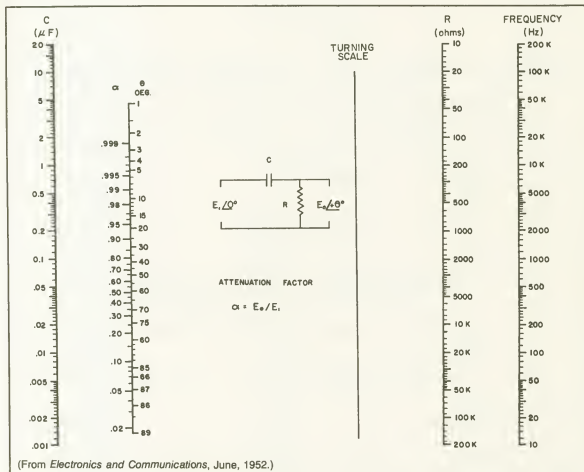 C
(μ F)
20
10
5
2
1
0.5
0.2
0.1
.05
.02
.01
.005
.002
.001
α
.999
.995
.99
.98
.95
.90
.80
.70
.60
.50
.40
.30
.20
.10
.05
.02
θ
DEG.
1
2
3
4
5
10
15
20
30
40
50
60
70
75
80
85
86
87
88
89
C
E₁/0°
R
E₀/+θ°
ATTENUATION FACTOR
α = E₀/E₁
TURNING
SCALE
R
(ohms)
10
20
50
100
200
500
1000
2000
5000
10 K
20 K
50 K
100 K
200 K
FREQUENCY
(Hz)
200 K
100 K
50 K
20 K
10 K
5000
2000
1000
500
200
100
50
20
10
(From Electronics and Communications, June, 1952.)